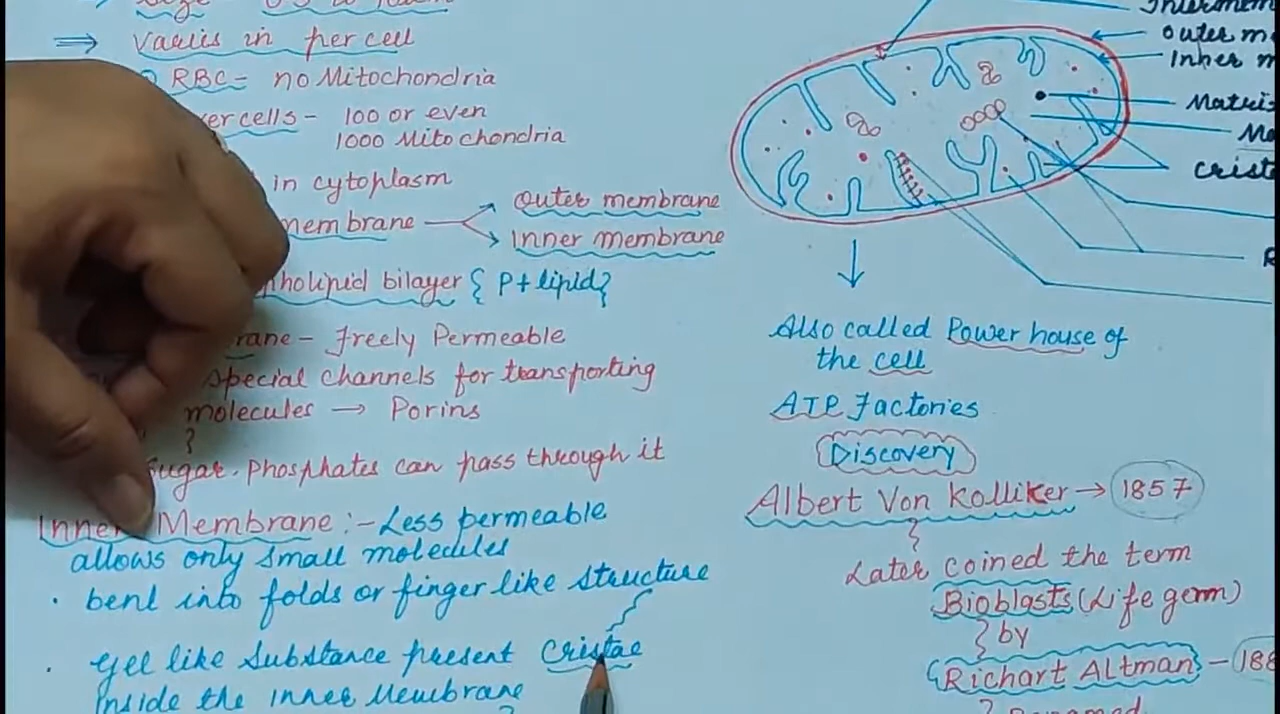 ⇒ Varies in per cell
RBC = no Mitochondria
cells - 100 or even
1000 Mitochondria
in cytoplasm
membrane
Outer membrane
Inner membrane
bilayer { P + lipid}
- Freely Permeable
Special channels for transporting
molecules → Porins
Sugar. Phosphates can pass through it
Inner Membrane :- Less permeable
allows only small molecules
• bent into folds or finger like structure
Cristae
• gel like Substance present
inside the inner Membrane
Outer
Inner
Also called Power house of
the cell
ATP Factories
Discovery
Albert Von Kolliker → 1857
Later coined the term
Bioblasts (Life germ)
by
Richart Altman - 188
Renamed